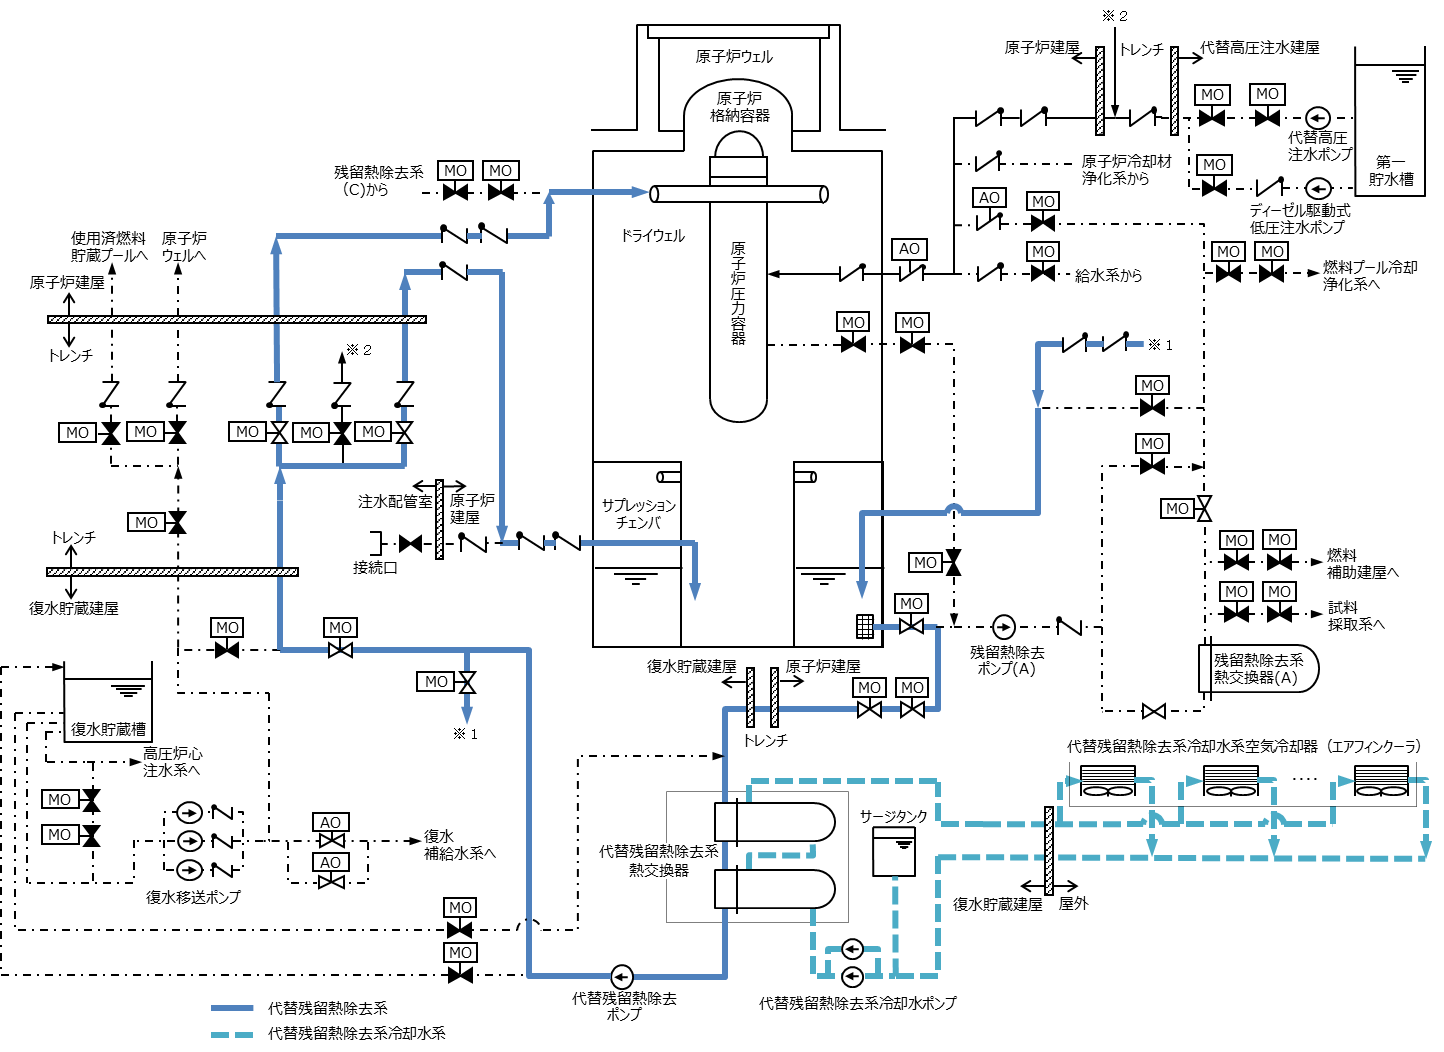 ※２
原子炉建屋
トレンチ
代替高圧注水建屋
原子炉ウェル
原子炉
格納容器
MO
MO
代替高圧
注水ポンプ
第一
貯水槽
残留熱除去系
（C)から
MO
MO
原子炉冷却材
浄化系から
MO
ディーゼル駆動式
低圧注水ポンプ
AO
MO
使用済燃料
貯蔵プールへ
原子炉
ウェルへ
ドライウェル
原子炉圧力容器
AO
MO
給水系から
MO
MO
燃料プール冷却
浄化系へ
原子炉建屋
トレンチ
※２
MO
MO
※１
MO
MO
MO
MO
MO
MO
MO
注水配管室
原子炉
建屋
サプレッション
チェンバ
MO
MO
トレンチ
接続口
復水貯蔵建屋
MO
MO
MO
燃料
補助建屋へ
MO
MO
MO
試料
採取系へ
MO
MO
残留熱除去
ポンプ(A)
残留熱除去系
熱交換器(A)
復水貯蔵建屋
原子炉建屋
MO
MO
MO
※１
トレンチ
復水貯蔵槽
高圧炉心
注水系へ
代替残留熱除去系冷却水系空気冷却器（エアフィンクーラ）
‥‥
MO
MO
AO
AO
復水
補給水系へ
復水移送ポンプ
代替残留熱除去系
熱交換器
サージタンク
復水貯蔵建屋
屋外
MO
MO
代替残留熱除去
ポンプ
代替残留熱除去系冷却水ポンプ
代替残留熱除去系
代替残留熱除去系冷却水系